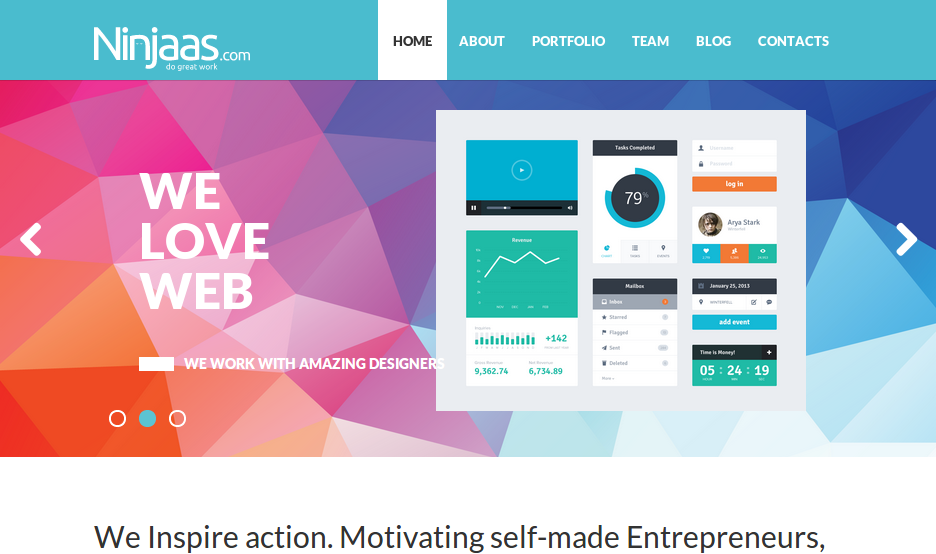 Ninjaas.com
do great work
HOME
ABOUT
PORTFOLIO
TEAM
BLOG
CONTACTS
WE
LOVE
WEB
WE WORK WITH AMAZING DESIGNERS
Tasks Completed
79%
Username
Password
log in
Arya Stark
Revenue
Mailbox
Inbox
Starred
Flagged
Sent
Deleted
More »
January 25, 2013
WINTERFELL
add event
Time is Money!
05 : 24 : 19
+142
9,362.74
6,734.89
We Inspire action. Motivating self-made Entrepreneurs,